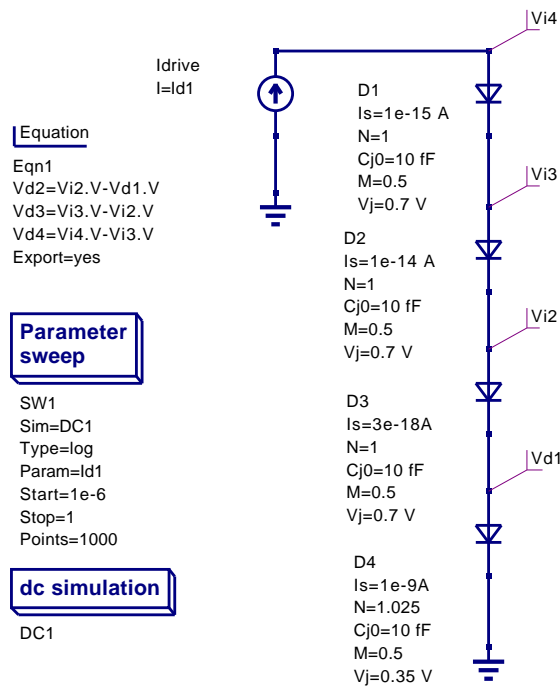 Vi4
Idrive
I=Id1
D1
Is=1e-15 A
N=1
Cj0=10 fF
M=0.5
Vj=0.7 V
Equation
Eqn1
Vd2=Vi2.V-Vd1.V
Vd3=Vi3.V-Vi2.V
Vd4=Vi4.V-Vi3.V
Export=yes
Vi3
D2
Is=1e-14 A
N=1
Cj0=10 fF
M=0.5
Vj=0.7 V
Vi2
Parameter
sweep
SW1
Sim=DC1
Type=log
Param=Id1
Start=1e-6
Stop=1
Points=1000
D3
Is=3e-18A
N=1
Cj0=10 fF
M=0.5
Vj=0.7 V
Vd1
dc simulation
DC1
D4
Is=1e-9A
N=1.025
Cj0=10 fF
M=0.5
Vj=0.35 V